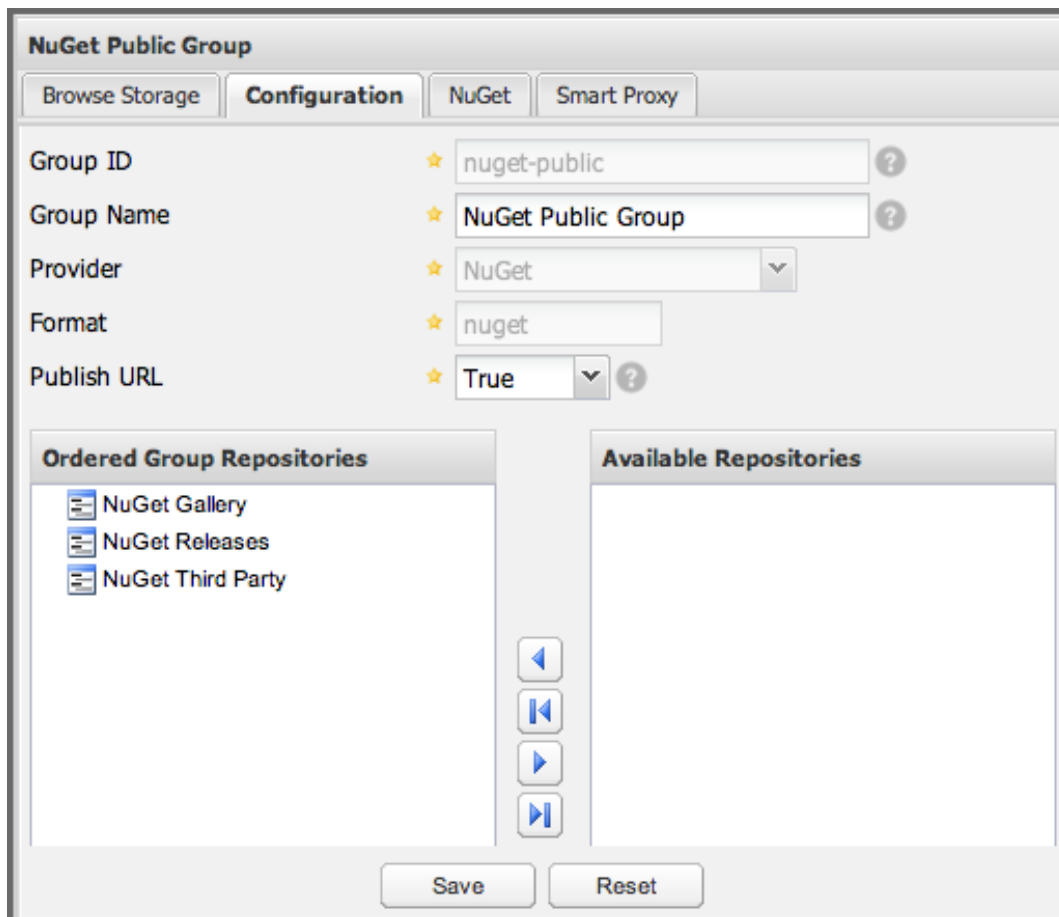 NuGet Public Group
Browse Storage Configuration NuGet Smart Proxy
Group ID nuget-public ?
Group Name NuGet Public Group ?
Provider NuGet
Format nuget
Publish URL True ?
Ordered Group Repositories Available Repositories
NuGet Gallery
NuGet Releases
NuGet Third Party
Save Reset